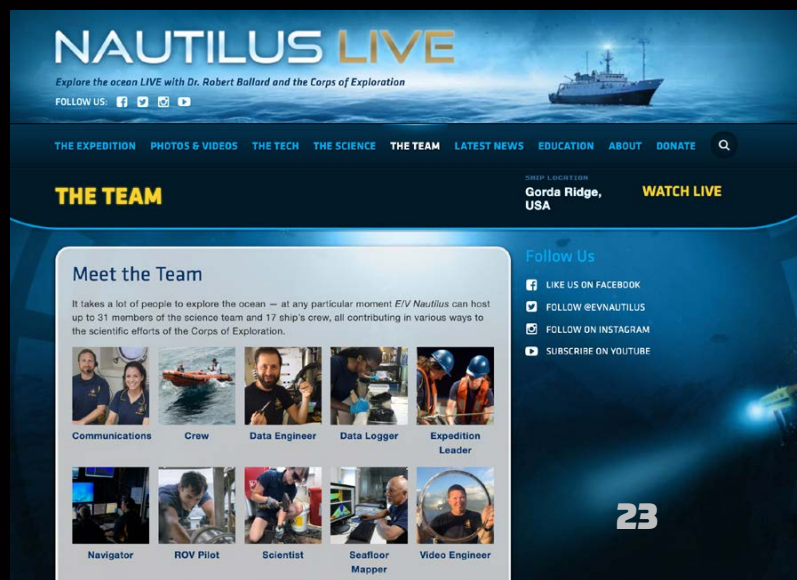 NAUTILUS LIVE
Explore the ocean LIVE with Dr. Robert Ballard and the Corps of Exploration
FOLLOW US:
THE EXPEDITION PHOTOS & VIDEOS THE TECH THE SCIENCE THE TEAM LATEST NEWS EDUCATION ABOUT DONATE
THE TEAM
SHIP LOCATION
Gorda Ridge,
USA
WATCH LIVE
Meet the Team
It takes a lot of people to explore the ocean — at any particular moment E/V Nautilus can host
up to 31 members of the science team and 17 ship's crew, all contributing in various ways to
the scientific efforts of the Corps of Exploration.
Communications Crew Data Engineer Data Logger Expedition
Leader
Navigator ROV Pilot Scientist Seafloor Video Engineer
Mapper
Follow Us
LIKE US ON FACEBOOK
FOLLOW @EVNAUTILUS
FOLLOW ON INSTAGRAM
SUBSCRIBE ON YOUTUBE
23